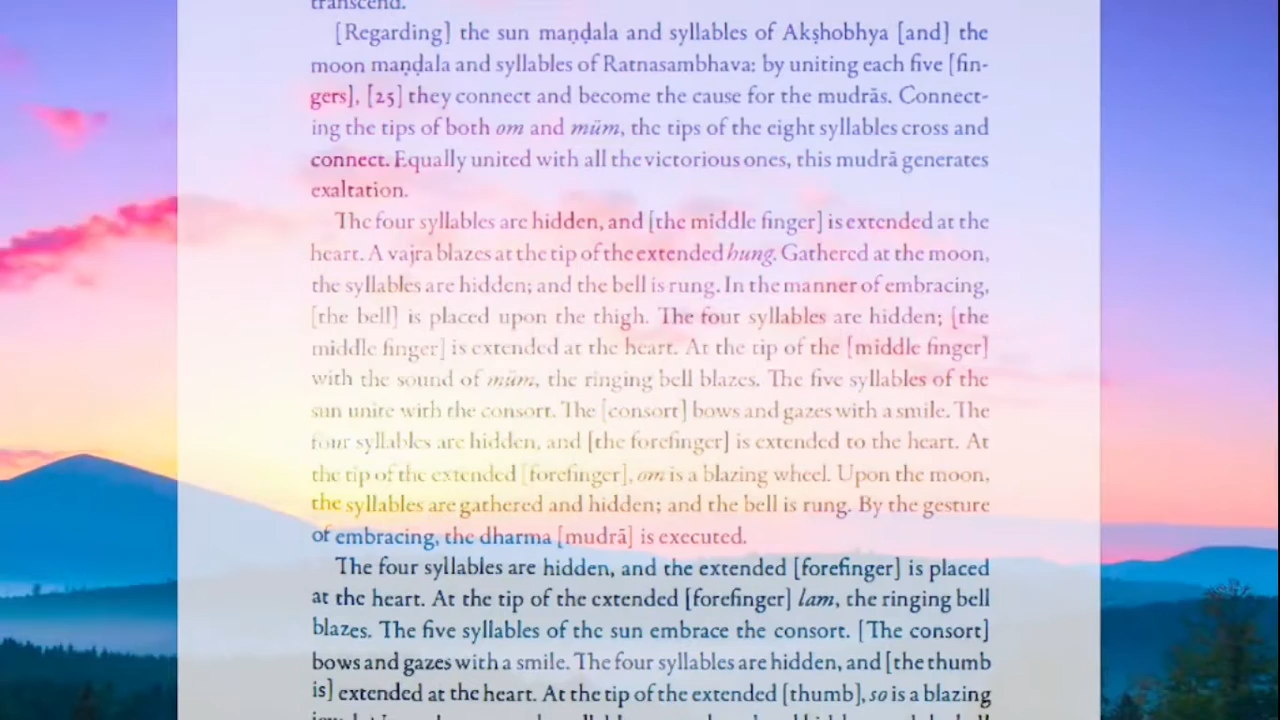 transcend.
[Regarding] the sun maṇḍala and syllables of Akṣhobhya [and] the
moon maṇḍala and syllables of Ratnasambhava: by uniting each five [fin-
gers], [25] they connect and become the cause for the mudrās. Connect-
ing the tips of both om and mūm, the tips of the eight syllables cross and
connect. Equally united with all the victorious ones, this mudrā generates
exaltation.
The four syllables are hidden, and [the middle finger] is extended at the
heart. A vajra blazes at the tip of the extended hung. Gathered at the moon,
the syllables are hidden; and the bell is rung. In the manner of embracing,
[the bell] is placed upon the thigh. The four syllables are hidden; [the
middle finger] is extended at the heart. At the tip of the [middle finger]
with the sound of mūm, the ringing bell blazes. The five syllables of the
sun unite with the consort. The [consort] bows and gazes with a smile. The
four syllables are hidden, and [the forefinger] is extended to the heart. At
the tip of the extended [forefinger], om is a blazing wheel. Upon the moon,
the syllables are gathered and hidden; and the bell is rung. By the gesture
of embracing, the dharma [mudrā] is executed.
The four syllables are hidden, and the extended [forefinger] is placed
at the heart. At the tip of the extended [forefinger] lam, the ringing bell
blazes. The five syllables of the sun embrace the consort. [The consort]
bows and gazes with a smile. The four syllables are hidden, and [the thumb
is] extended at the heart. At the tip of the extended [thumb], so is a blazing